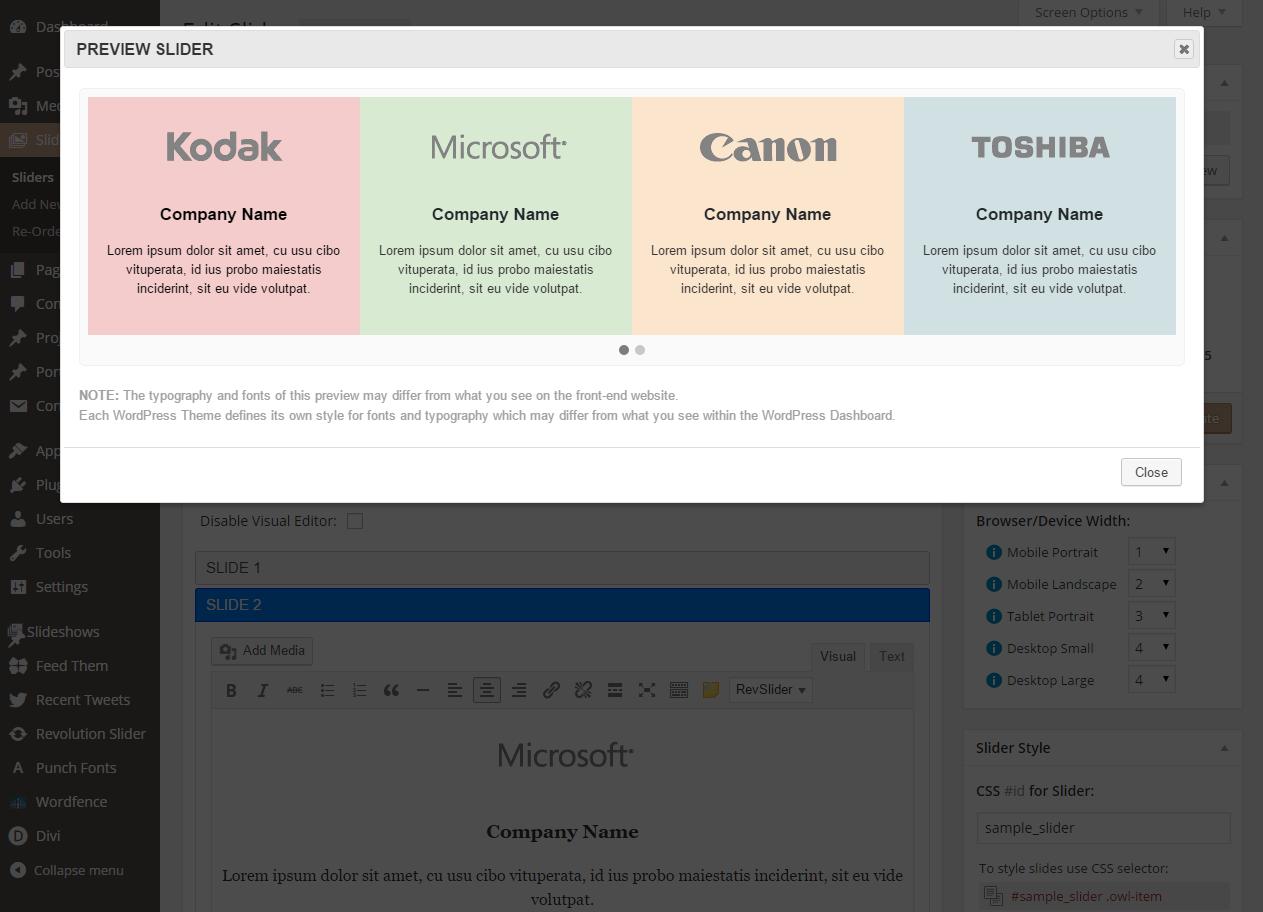 Dashboard
Edit Slid
Screen Options
Help
PREVIEW SLIDER
Kodak
Microsoft
Canon
TOSHIBA
Company Name
Company Name
Company Name
Company Name
Lorem ipsum dolor sit amet, cu usu cibo
vituperata, id ius probo maiestatis
inciderint, sit eu vide volutpat.
Lorem ipsum dolor sit amet, cu usu cibo
vituperata, id ius probo maiestatis
inciderint, sit eu vide volutpat.
Lorem ipsum dolor sit amet, cu usu cibo
vituperata, id ius probo maiestatis
inciderint, sit eu vide volutpat.
Lorem ipsum dolor sit amet, cu usu cibo
vituperata, id ius probo maiestatis
inciderint, sit eu vide volutpat.
NOTE: The typography and fonts of this preview may differ from what you see on the front-end website.
Each WordPress Theme defines its own style for fonts and typography which may differ from what you see within the WordPress Dashboard.
Close
Pos
Med
Slid
Sliders
Add New
Re-Orde
Pag
Con
Proj
Port
Con
App
Plug
Users
Tools
Settings
Slideshows
Feed Them
Recent Tweets
Revolution Slider
A Punch Fonts
Wordfence
D Divi
Collapse menu
Disable Visual Editor:
SLIDE 1
SLIDE 2
Add Media
Visual
Text
B I ABC
RevSlider
Microsoft
Company Name
Lorem ipsum dolor sit amet, cu usu cibo vituperata, id ius probo maiestatis inciderint, sit eu vide
volutpat.
ew
5
te
Browser/Device Width:
Mobile Portrait 1
Mobile Landscape 2
Tablet Portrait 3
Desktop Small 4
Desktop Large 4
Slider Style
CSS #id for Slider:
sample_slider
To style slides use CSS selector:
#sample_slider .owl-item